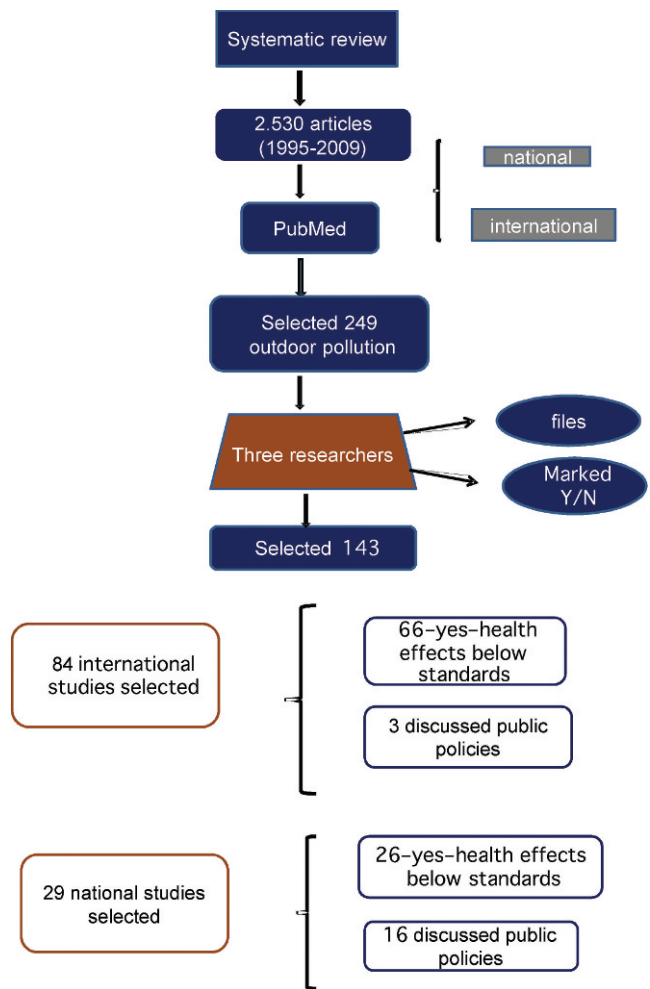 Systematic review
2.530 articles
(1995-2009)
national
PubMed
international
Selected 249
outdoor pollution
Three researchers
files
Marked
Y/N
Selected 143
84 international
studies selected
66-yes-health
effects below
standards
3 discussed public
policies
29 national studies
selected
26-yes-health effects
below standards
16 discussed public
policies